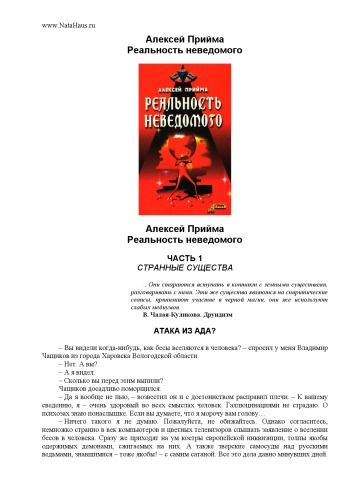 www.NataHaus.ru
Алексей Прийма
Реальность неведомого
АЛЕКСЕЙ ПРИЙМА
РЕАЛЬНОСТЬ
НЕВЕДОМОГО
Алексей Прийма
Реальность неведомого
ЧАСТЬ 1
СТРАННЫЕ СУЩЕСТВА
...Они стараются вступать в контакт с темными существами,
разговаривать с ними. Эти же существа являются на спиритические
сеансы, принимают участие в черной магии, они же используют
слабых медиумов.
В. Чалая-Куликова. Друидизм
АТАКА ИЗ АДА?
– Вы видели когда-нибудь, как бесы вселяются в человека? – спросил у меня Владимир
Чащиков из города Харовска Вологодской области.
– Нет. А вы?
– А я видел.
– Сколько вы перед этим выпили?
Чащиков досадливо поморщился.
– Да я вообще не пью, – возвестил он и с достоинством расправил плечи. – К вашему
сведению, я – очень здоровый во всех смыслах человек. Галлюцинациями не страдаю. О
психозах знаю понаслышке. Если вы думаете, что я морочу вам голову…
– Ничего такого я не думаю. Пожалуйста, не обижайтесь. Однако согласитесь,
немножко странно в век компьютеров и цветных телевизоров слышать заявление о вселении
бесов в человека. Сразу же приходят на ум костры европейской инквизиции, толпы якобы
одержимых демонами, сжигаемых на них. А также зверские самосуды над русскими
ведьмами, знавшимися – тоже якобы! – с самим сатаной. Все это дела давно минувших дней.